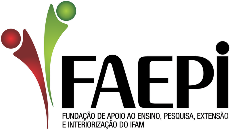 FAEPI
FUNDAÇÃO DE APOIO AO ENSINO, PESQUISA, EXTENSÃO
E INTERIORIZAÇÃO DO IFAM